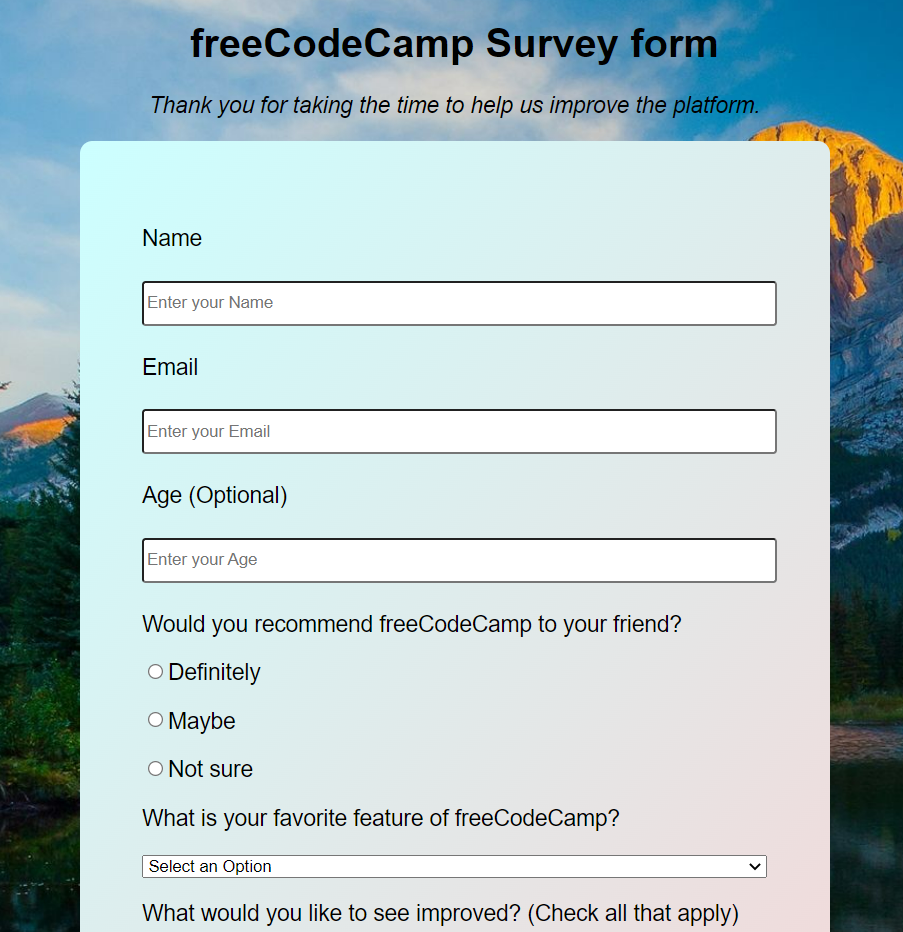 freeCodeCamp Survey form
Thank you for taking the time to help us improve the platform.
Name
Enter your Name
Email
Enter your Email
Age (Optional)
Enter your Age
Would you recommend freeCodeCamp to your friend?
Definitely
Maybe
Not sure
What is your favorite feature of freeCodeCamp?
Select an Option
What would you like to see improved? (Check all that apply)